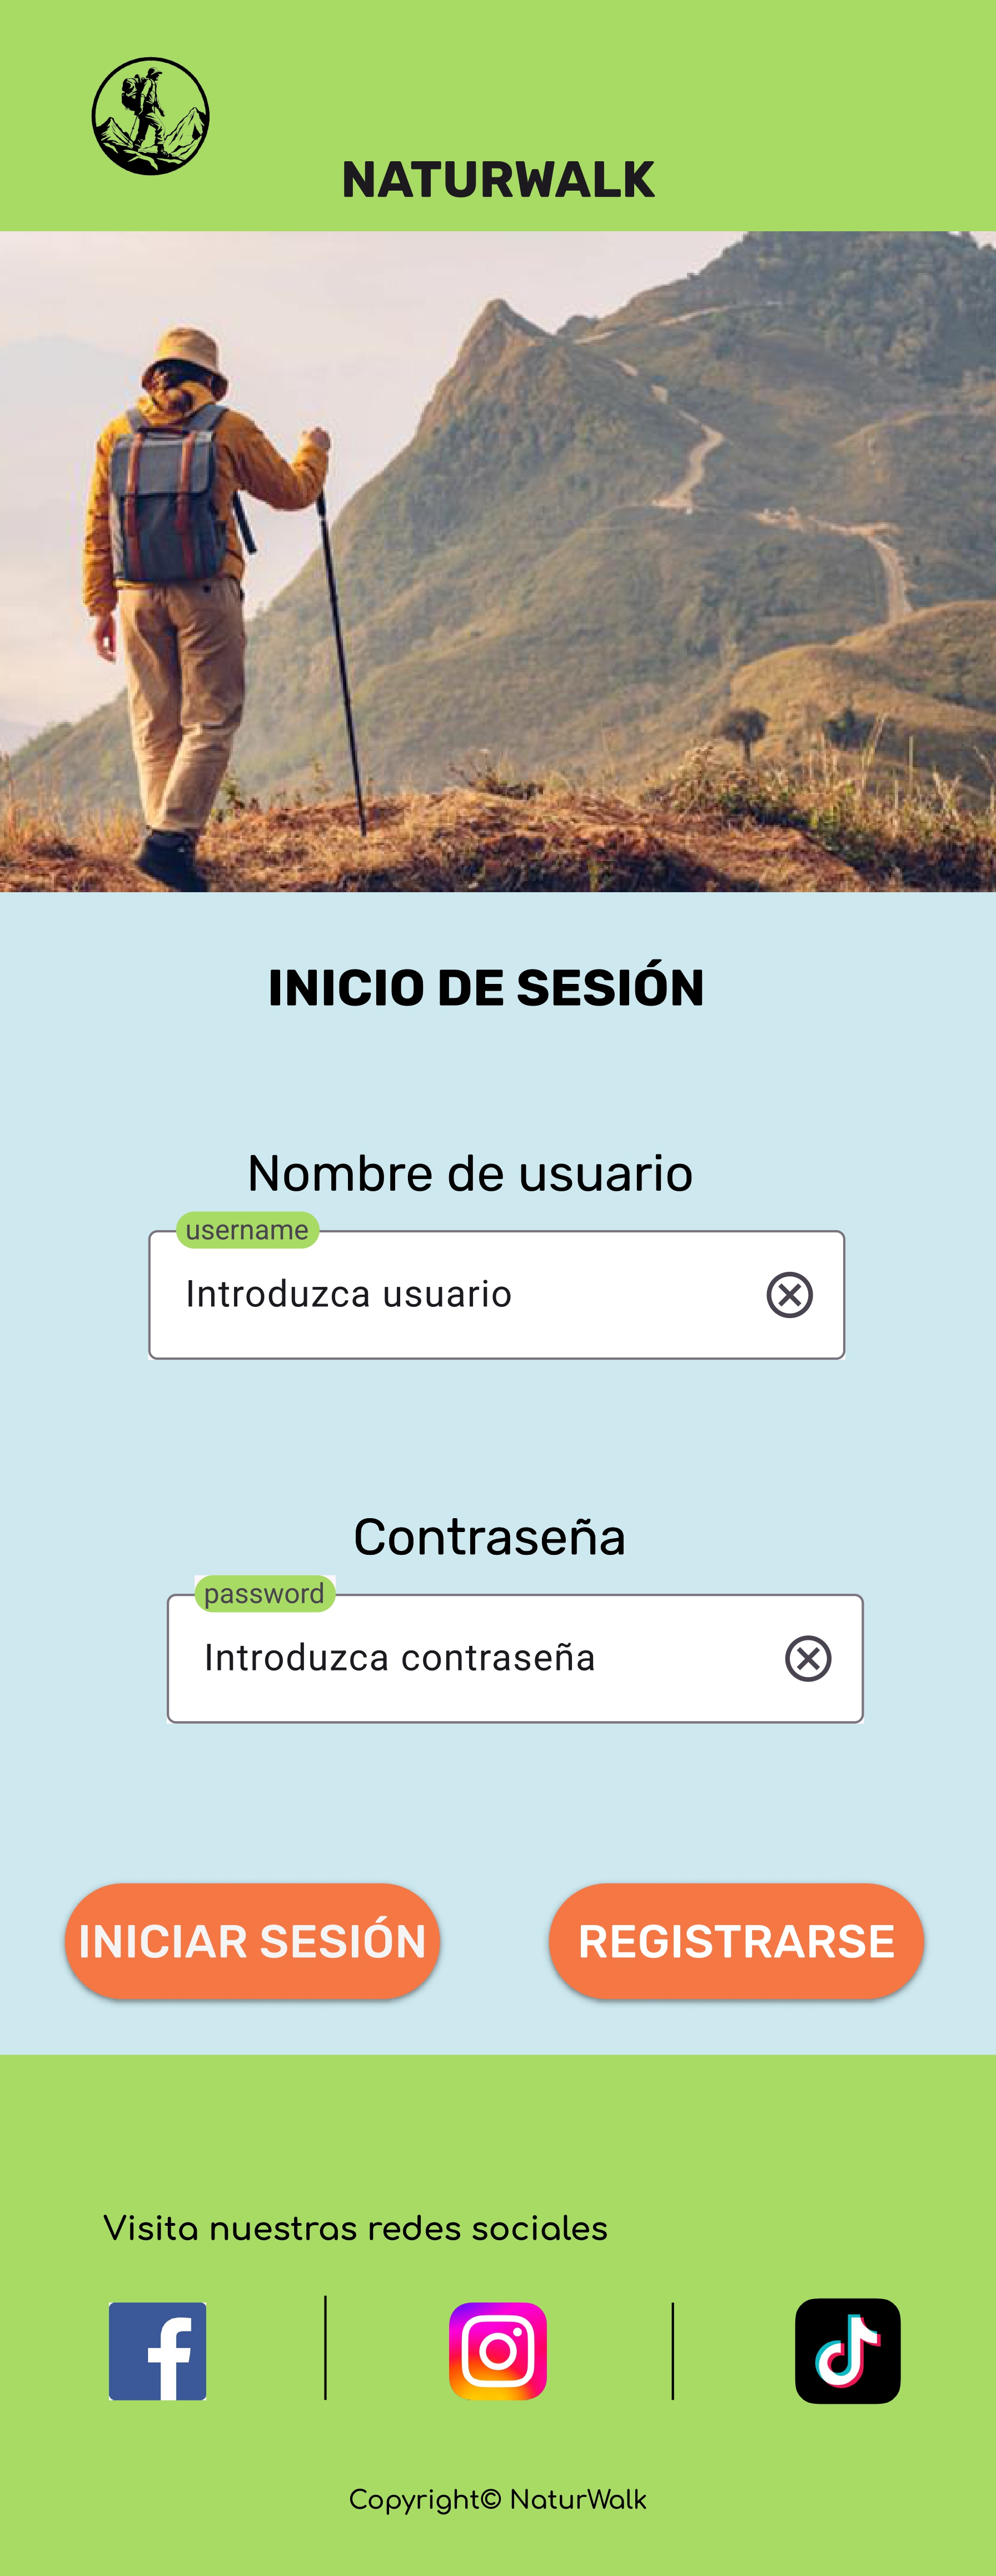 NATURWALK
INICIO DE SESIÓN
Nombre de usuario
username
Introduzca usuario
Contraseña
password
Introduzca contraseña
INICIAR SESIÓN
REGISTRARSE
Visita nuestras redes sociales
Copyright© NaturWalk